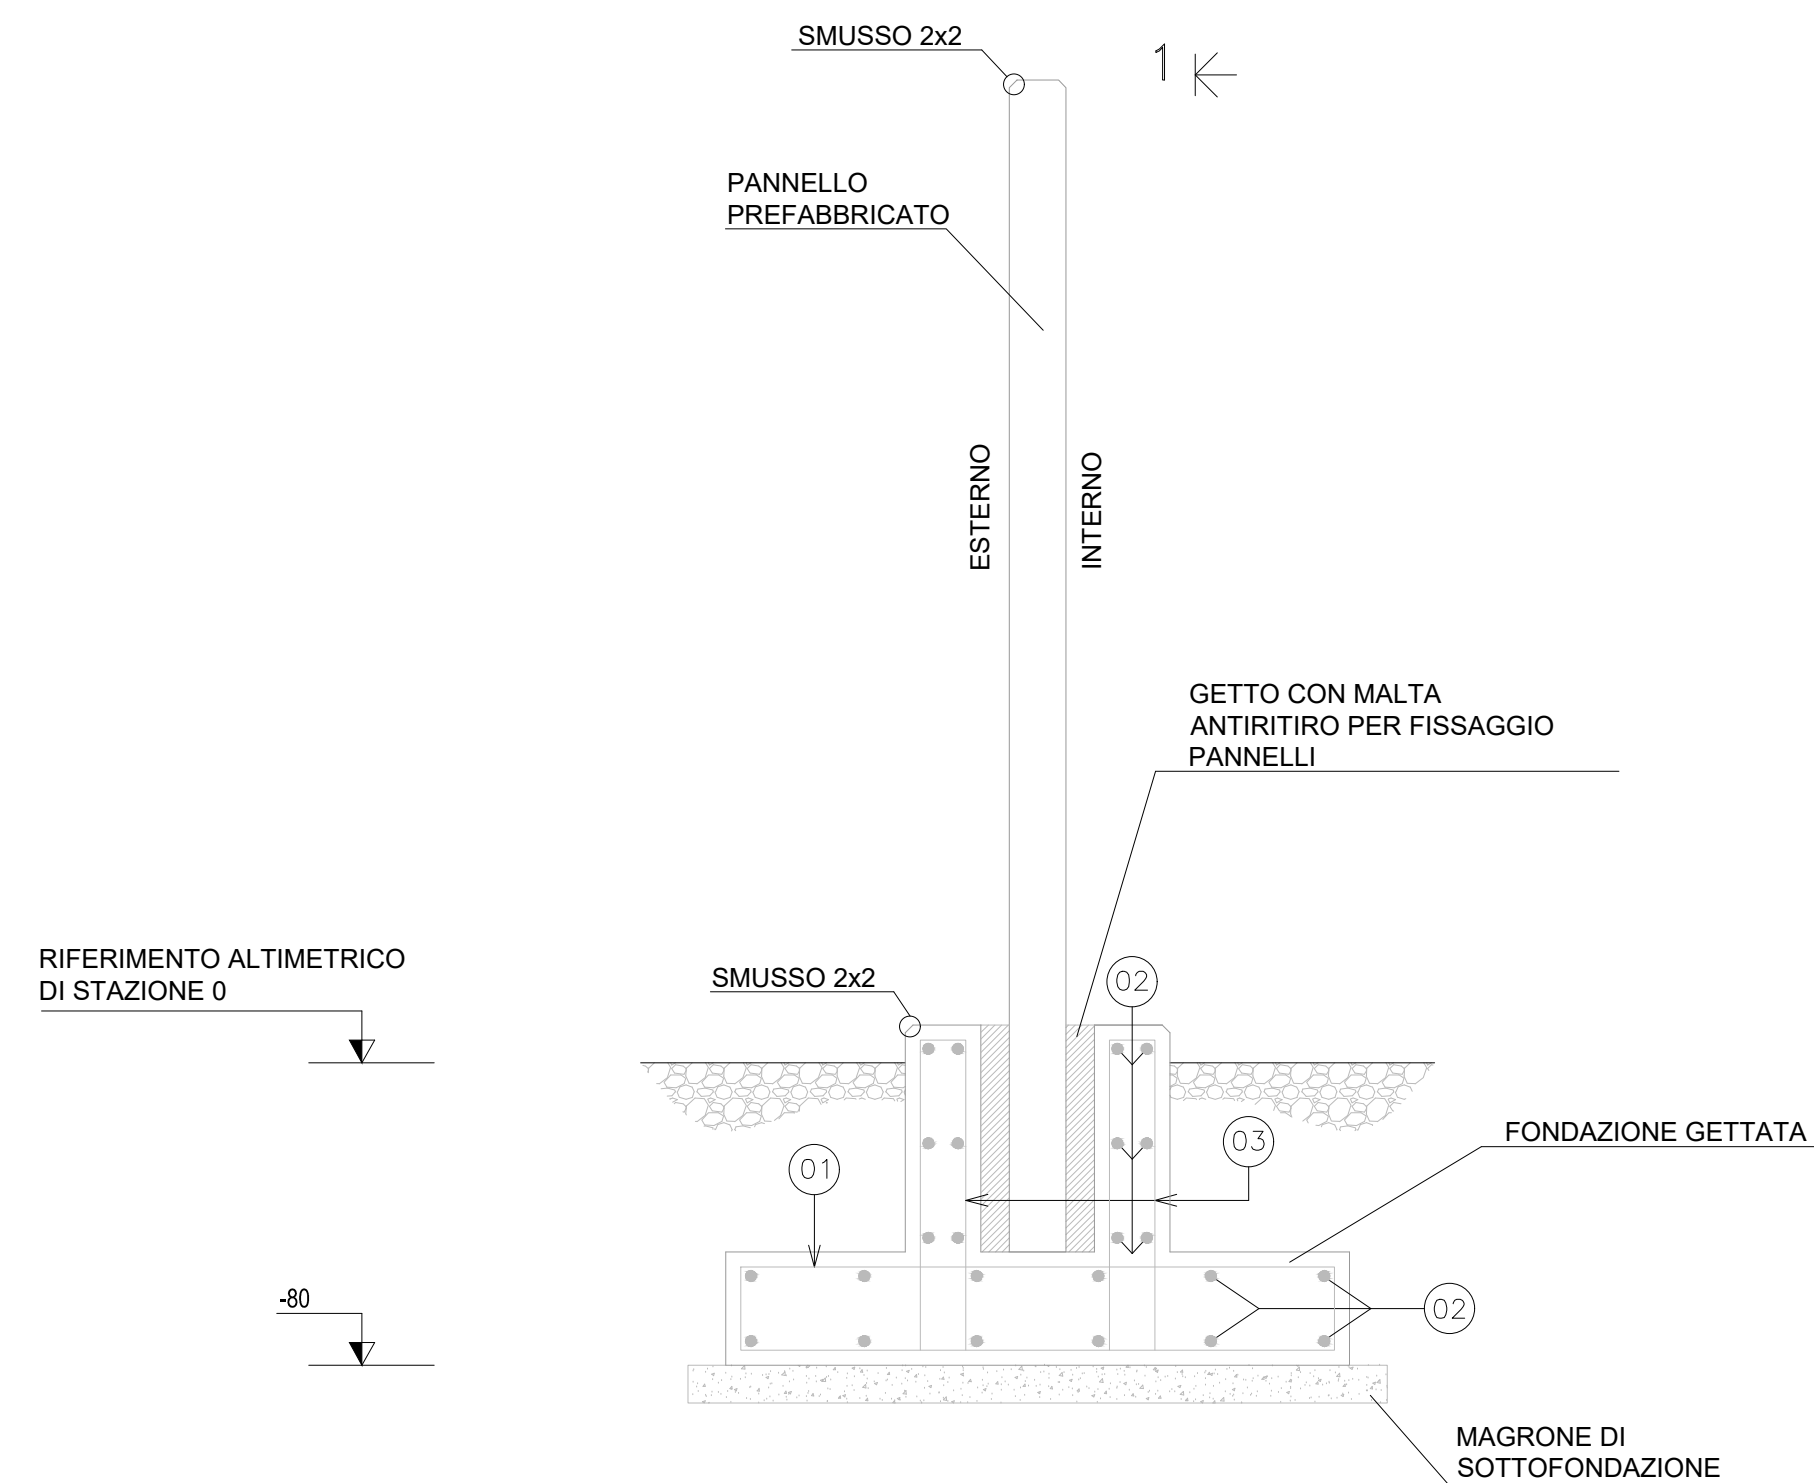 SMUSSO 2x2
1
PANNELLO
PREFABBRICATO
ESTERNO
INTERNO
GETTO CON MALTA
ANTIRITIRO PER FISSAGGIO
PANNELLI
RIFERIMENTO ALTIMETRICO
DI STAZIONE 0
SMUSSO 2x2
02
01
03
FONDAZIONE GETTATA
-80
02
MAGRONE DI
SOTTOFONDAZIONE